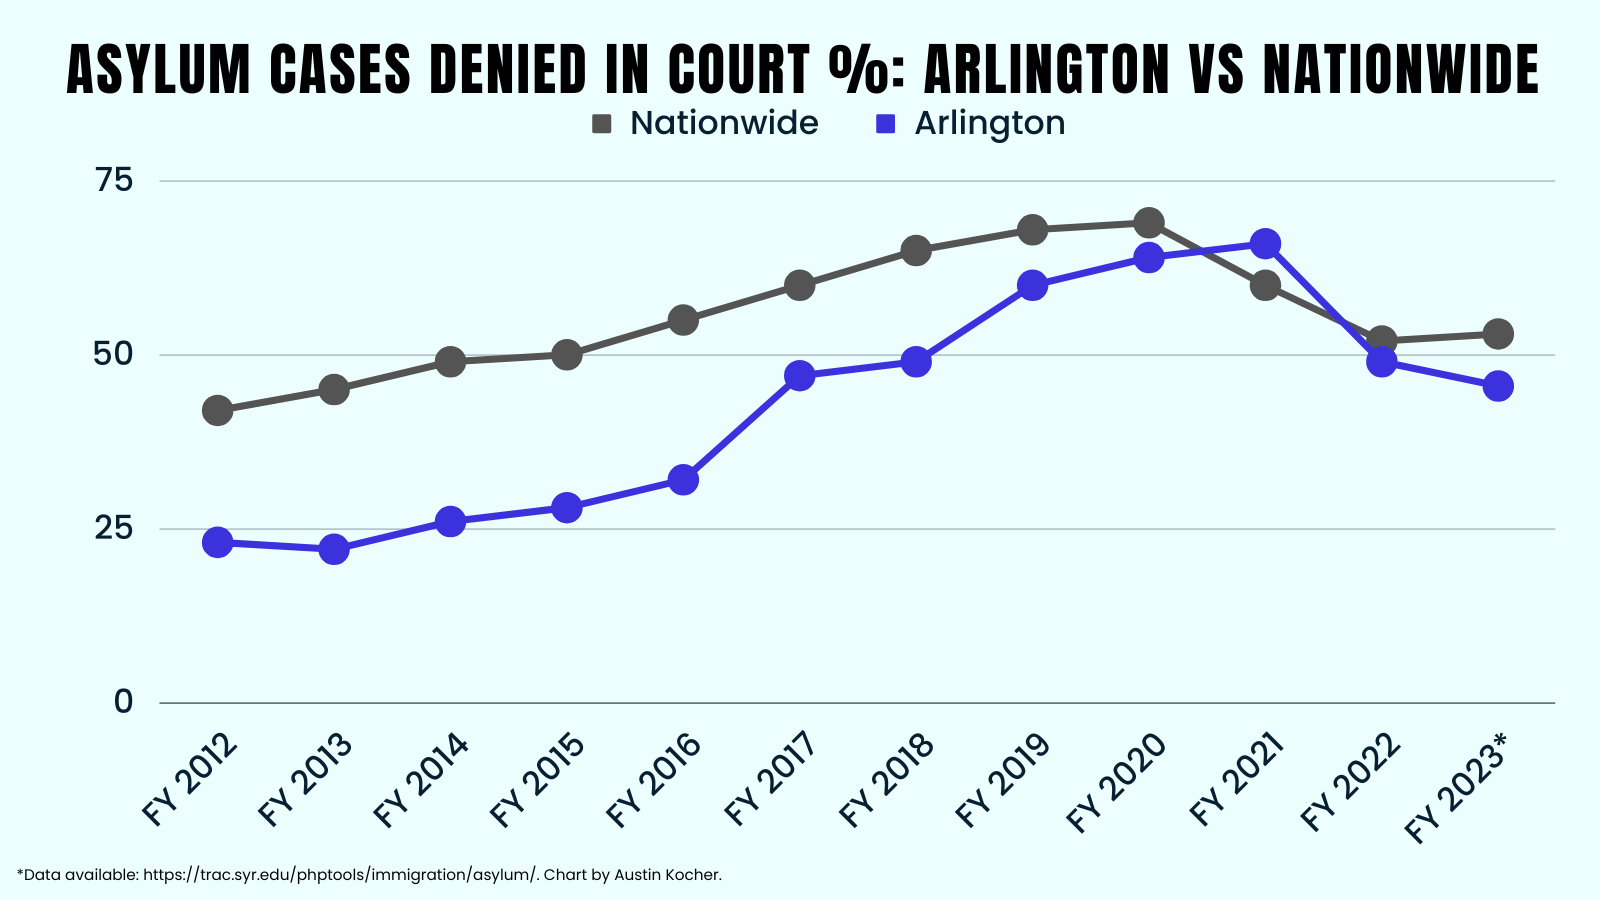 ASYLUM CASES DENIED IN COURT %: ARLINGTON VS NATIONWIDE
Nationwide Arlington
75
50
25
0
FY 2012 FY 2013 FY 2014 FY 2015 FY 2016 FY 2017 FY 2018 FY 2019 FY 2020 FY 2021 FY 2022 FY 2023*
*Data available: https://trac.syr.edu/phptools/immigration/asylum/. Chart by Austin Kocher.